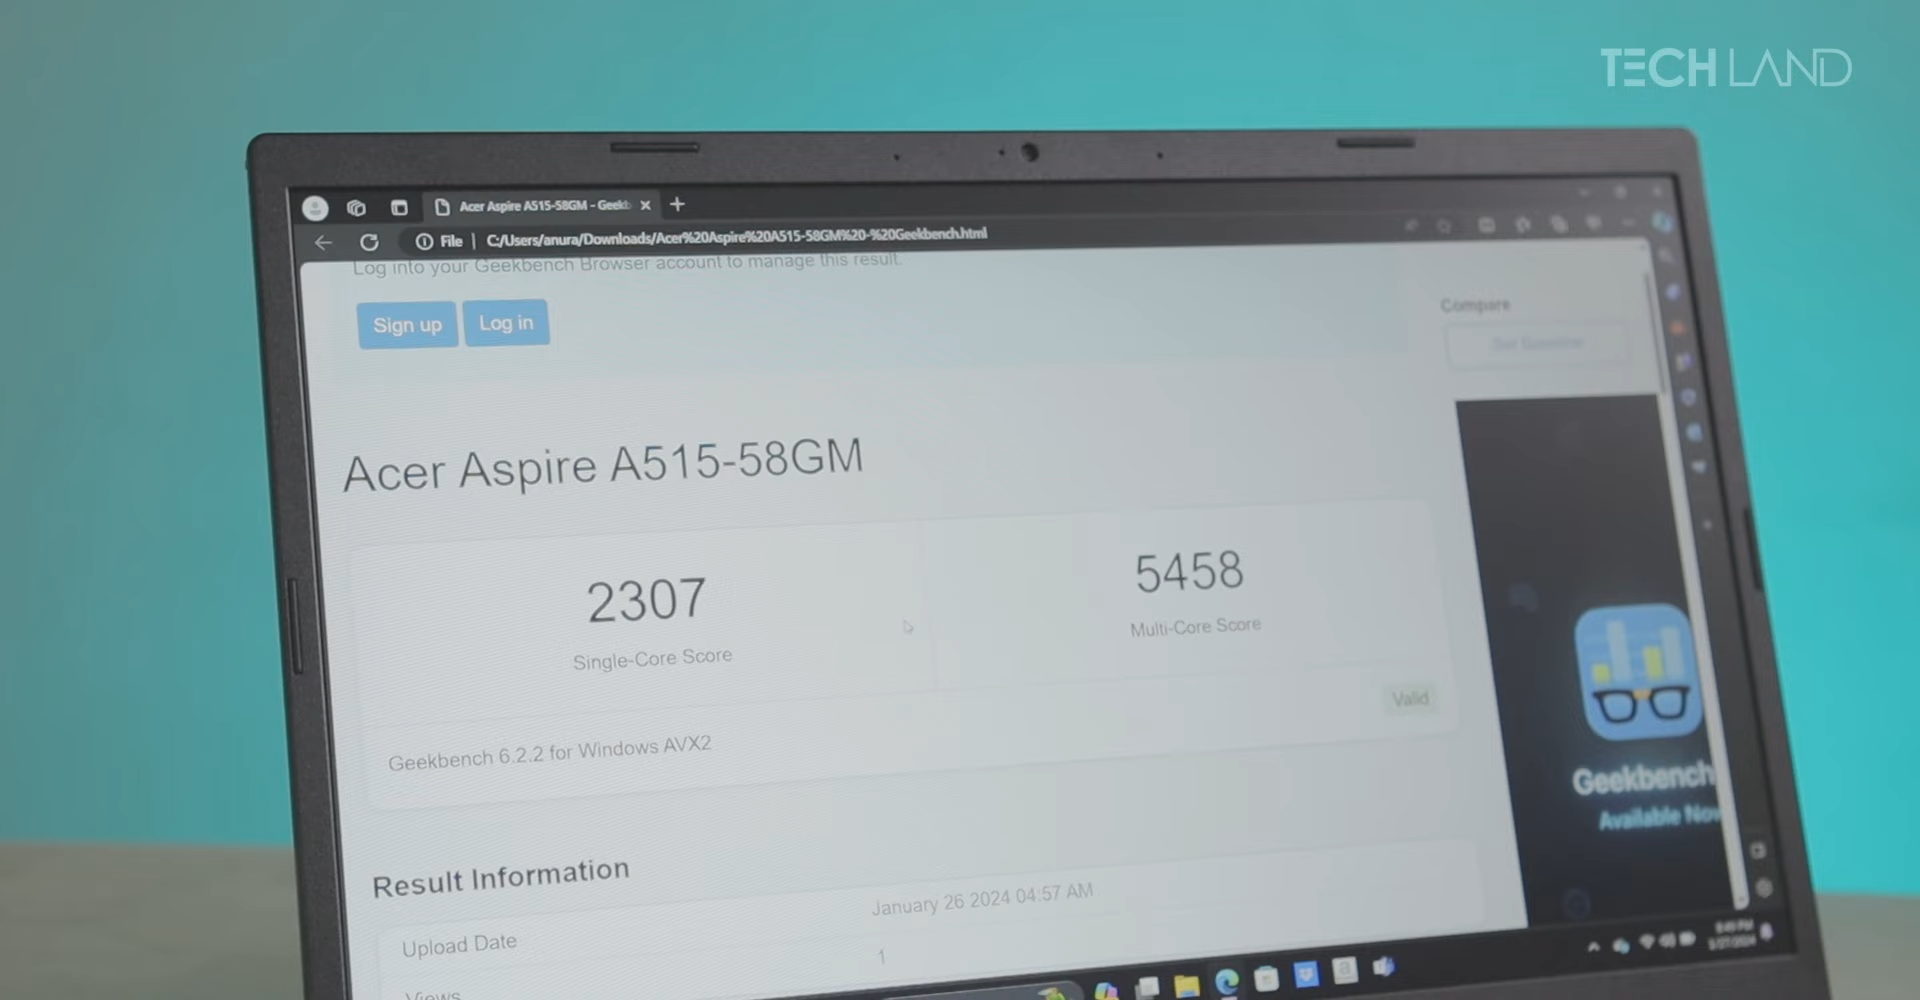 TECHLAND
Acer Aspire A515-58GM - Geekb
File | C:/Users/anura/Downloads/Acer%20Aspire%20A515-58GM%20-%20Geekbench.html
Log into your Geekbench Browser account to manage this result.
Sign up
Log in
Compare
Acer Aspire A515-58GM
2307
Single-Core Score
5458
Multi-Core Score
Valid
Geekbench 6.2.2 for Windows AVX2
Geekbench
Available Now
Result Information
Upload Date
January 26 2024 04:57 AM
Views
1